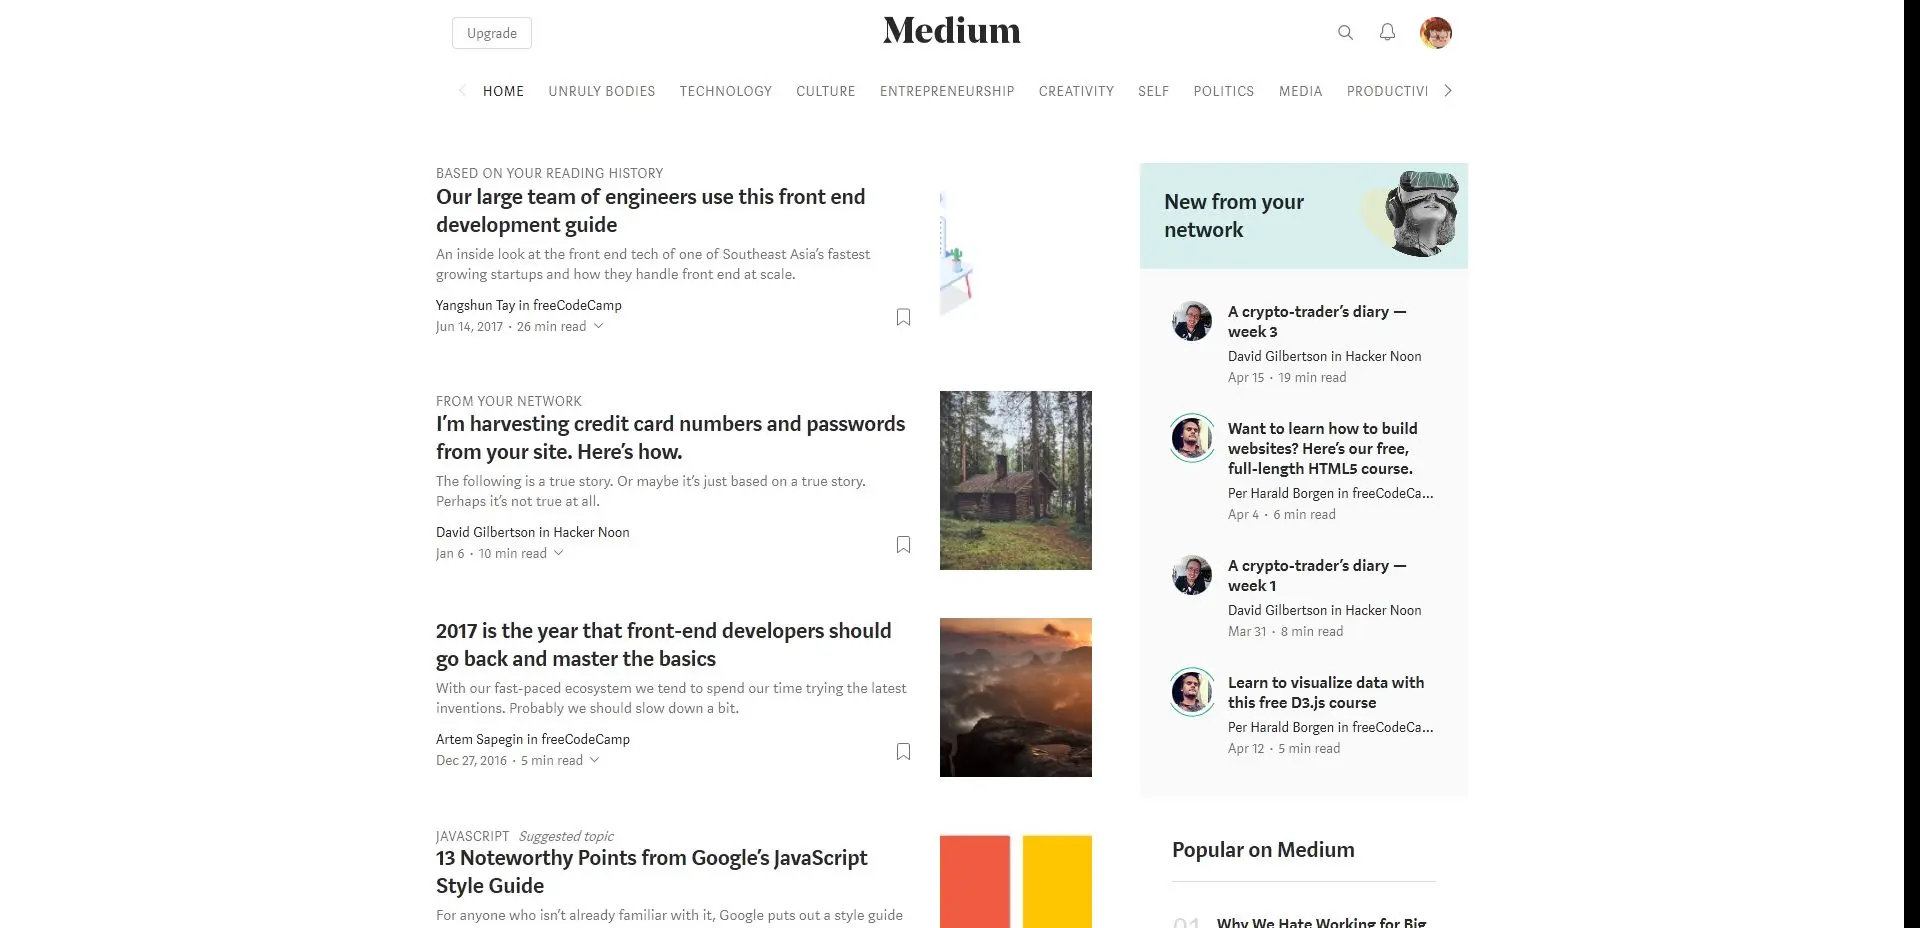 Upgrade
Medium
HOME UNRULY BODIES TECHNOLOGY CULTURE ENTREPRENEURSHIP CREATIVITY SELF POLITICS MEDIA PRODUCTIVI
BASED ON YOUR READING HISTORY
Our large team of engineers use this front end
development guide
An inside look at the front end tech of one of Southeast Asia’s fastest
growing startups and how they handle front end at scale.
Yangshun Tay in freeCodeCamp
Jun 14, 2017 · 26 min read
FROM YOUR NETWORK
I’m harvesting credit card numbers and passwords
from your site. Here’s how.
The following is a true story. Or maybe it’s just based on a true story.
Perhaps it’s not true at all.
David Gilbertson in Hacker Noon
Jan 6 · 10 min read
2017 is the year that front-end developers should
go back and master the basics
With our fast-paced ecosystem we tend to spend our time trying the latest
inventions. Probably we should slow down a bit.
Artem Sapegin in freeCodeCamp
Dec 27, 2016 · 5 min read
JAVASCRIPT Suggested topic
13 Noteworthy Points from Google’s JavaScript
Style Guide
For anyone who isn’t already familiar with it, Google puts out a style guide
New from your
network
A crypto-trader’s diary —
week 3
David Gilbertson in Hacker Noon
Apr 15 · 19 min read
Want to learn how to build
websites? Here’s our free,
full-length HTML5 course.
Per Harald Borgen in freeCodeCa...
Apr 4 · 6 min read
A crypto-trader’s diary —
week 1
David Gilbertson in Hacker Noon
Mar 31 · 8 min read
Learn to visualize data with
this free D3.js course
Per Harald Borgen in freeCodeCa...
Apr 12 · 5 min read
Popular on Medium
01 Why We Hate Working for Big